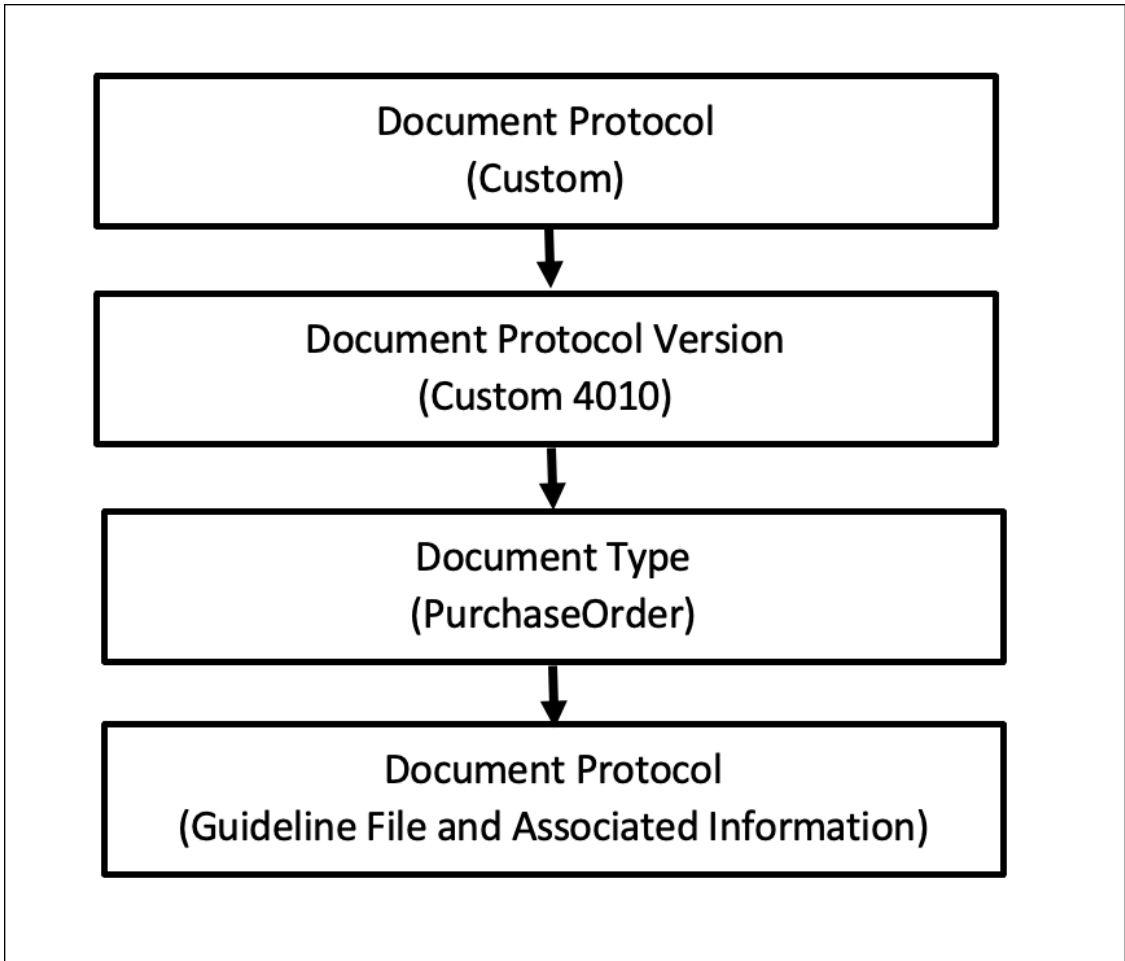 Document Protocol
(Custom)
Document Protocol Version
(Custom 4010)
Document Type
(PurchaseOrder)
Document Protocol
(Guideline File and Associated Information)